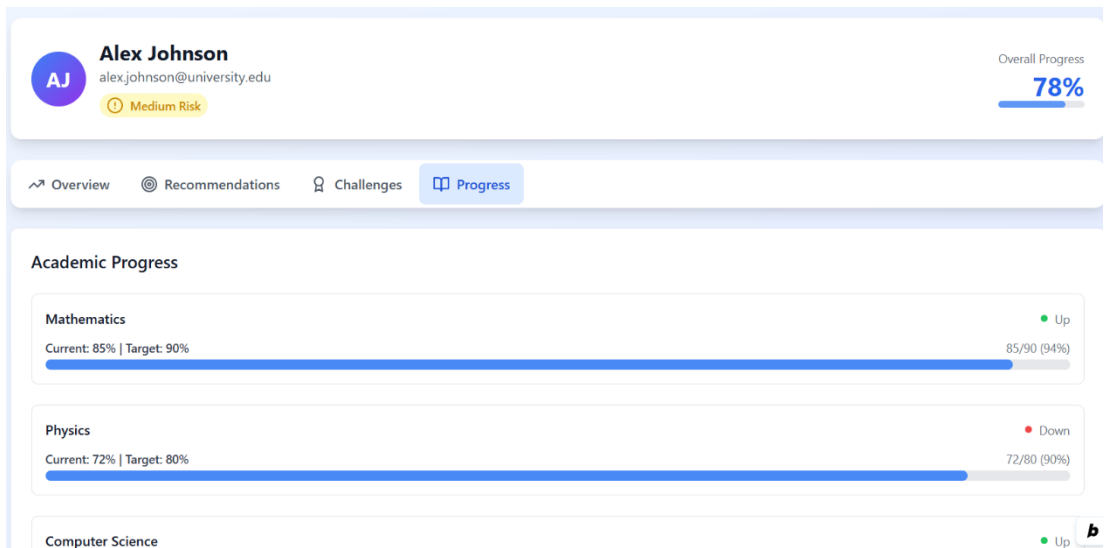 AJ
Alex Johnson
alex.johnson@university.edu
Medium Risk
Overall Progress
78%
Overview
Recommendations
Challenges
Progress
Academic Progress
Mathematics
Up
Current: 85% | Target: 90%
85/90 (94%)
Physics
Down
Current: 72% | Target: 80%
72/80 (90%)
Computer Science
Up
b